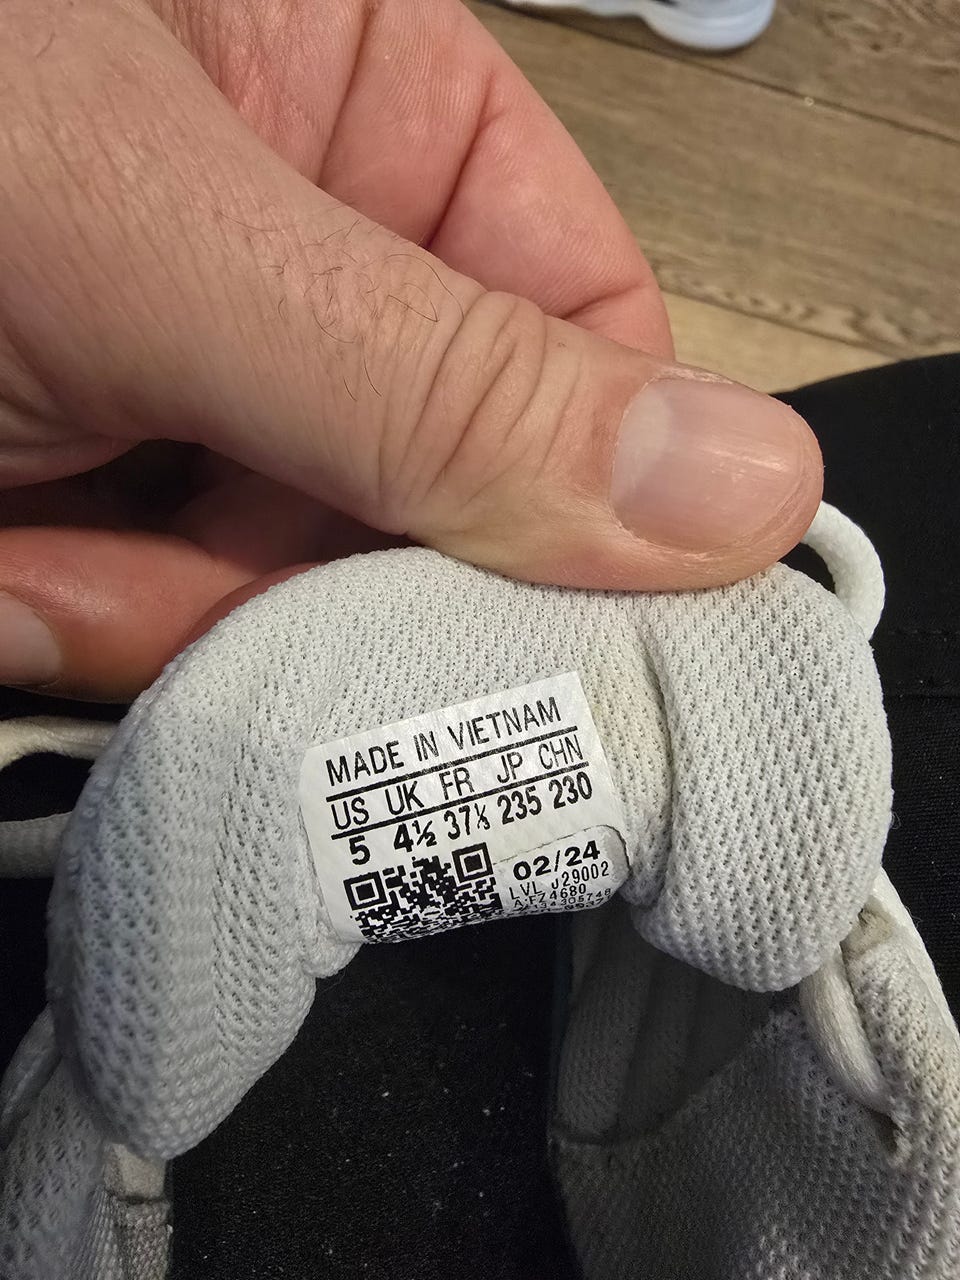 MADE IN VIETNAM
US UK FR JP CHN
5 4½ 37⅓ 235 230
02/24
LVL J29002
A:FZ4680